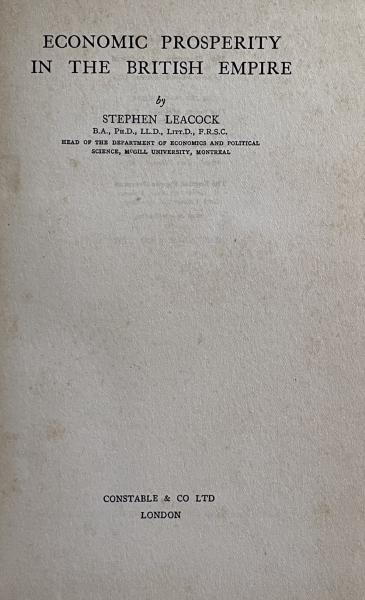 ECONOMIC PROSPERITY
IN THE BRITISH EMPIRE
by
STEPHEN LEACOCK
B.A., PH.D., LL.D., LITT.D., F.R.S.C.
HEAD OF THE DEPARTMENT OF ECONOMICS AND POLITICAL
SCIENCE, MCGILL UNIVERSITY, MONTREAL
CONSTABLE & CO LTD
LONDON